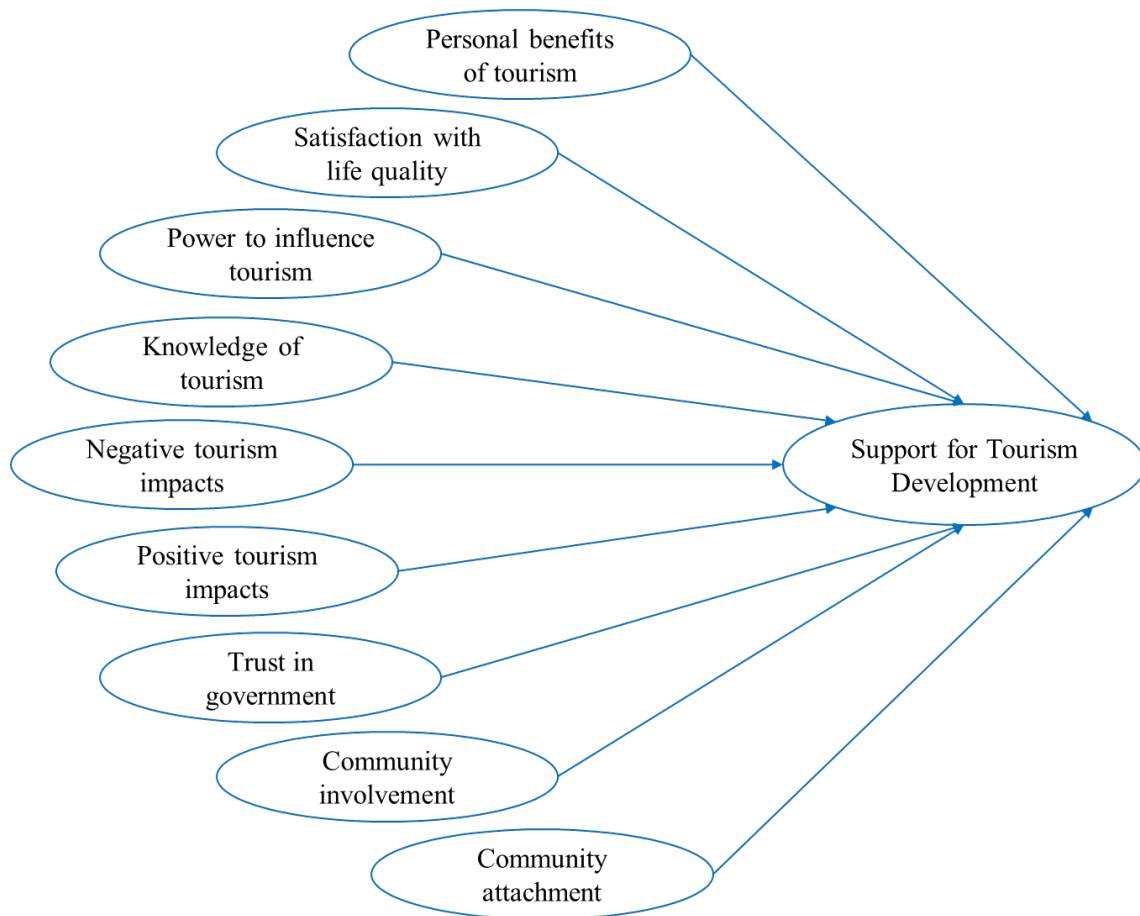 Personal benefits
of tourism
Satisfaction with
life quality
Power to influence
tourism
Knowledge of
tourism
Negative tourism
impacts
Support for Tourism
Development
Positive tourism
impacts
Trust in
government
Community
involvement
Community
attachment